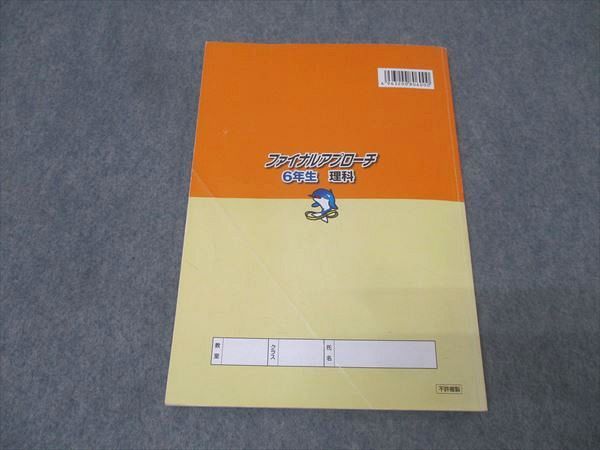 ファイナルアプローチ
6年生 理科
教室
クラス
氏名
不許複製